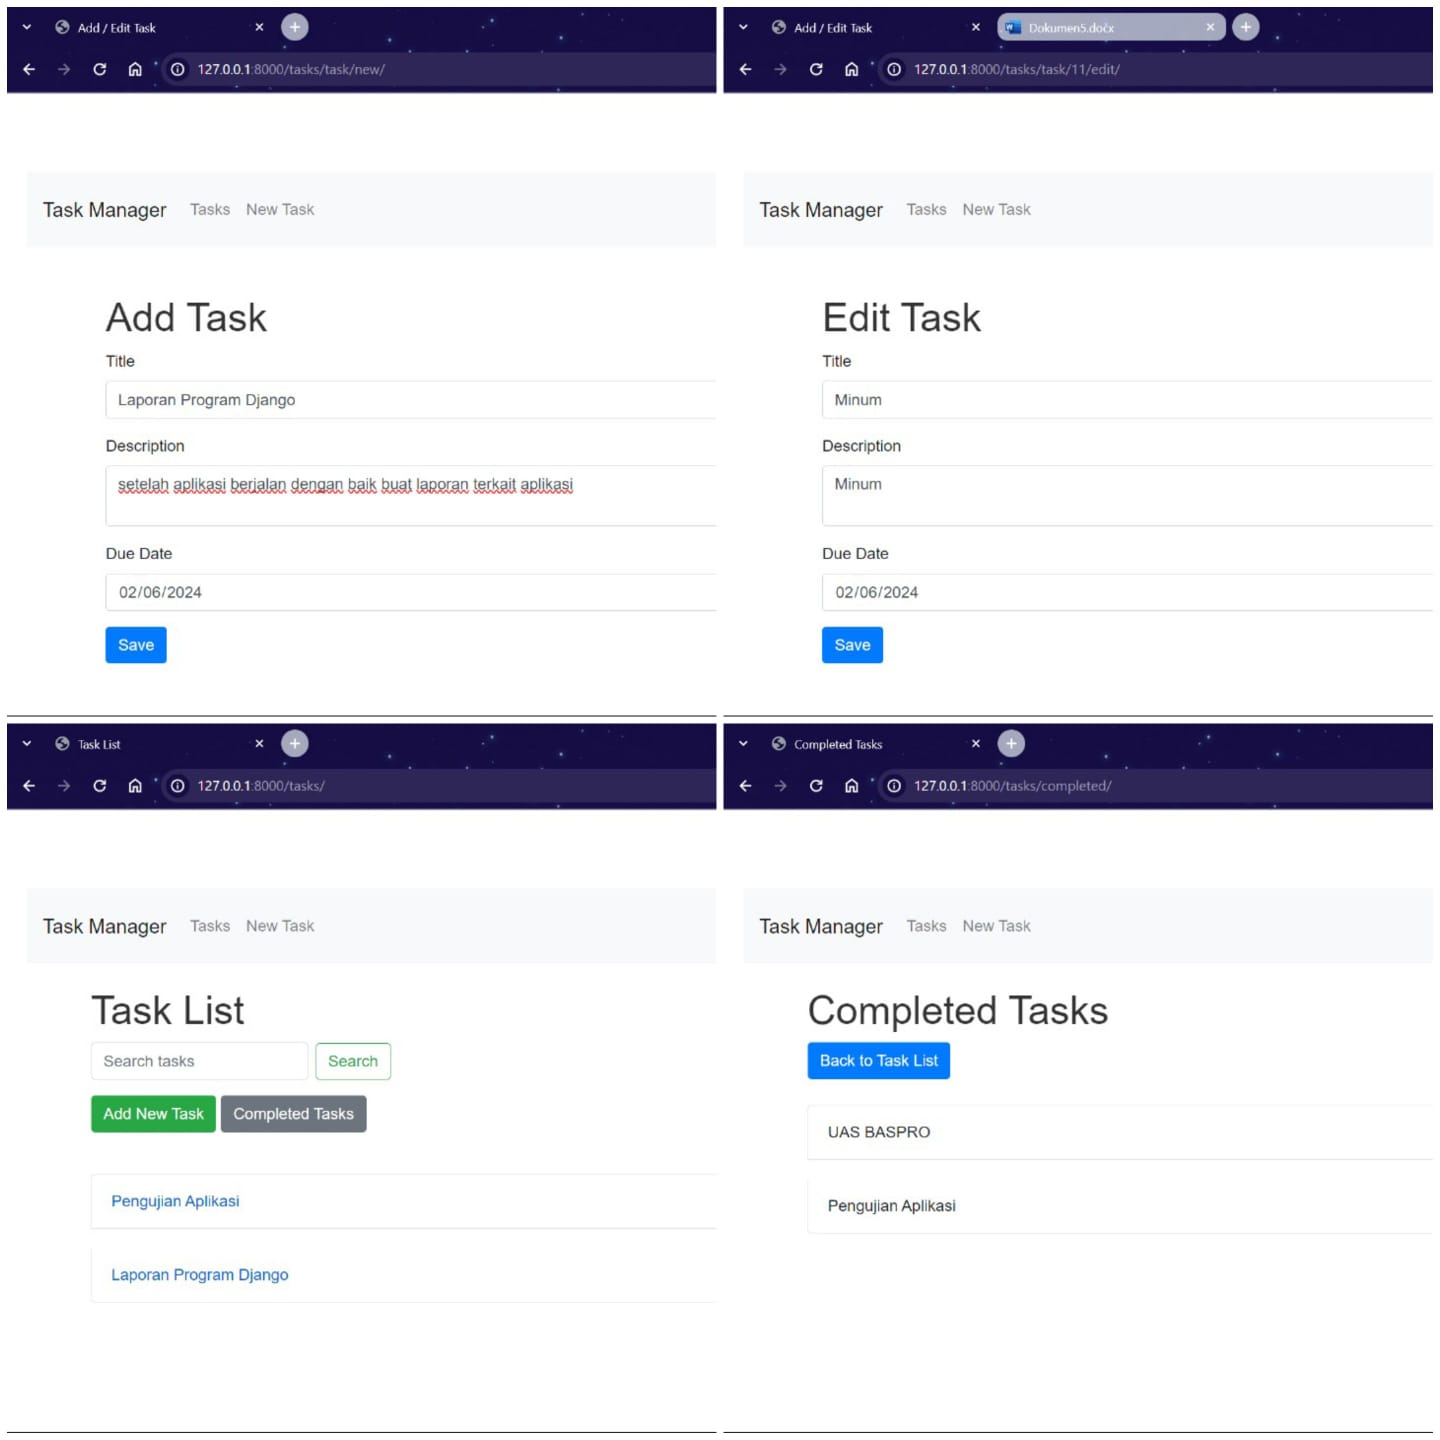 Add / Edit Task
127.0.0.1:8000/tasks/task/new/
Task Manager Tasks New Task
Add Task
Title
Laporan Program Django
Description
setelah aplikasi berjalan dengan baik buat laporan terkait aplikasi
Due Date
02/06/2024
Save
Add / Edit Task Dokumen5.docx
127.0.0.1:8000/tasks/task/11/edit/
Task Manager Tasks New Task
Edit Task
Title
Minum
Description
Minum
Due Date
02/06/2024
Save
Task List
127.0.0.1:8000/tasks/
Task Manager Tasks New Task
Task List
Search tasks Search
Add New Task Completed Tasks
Pengujian Aplikasi
Laporan Program Django
Completed Tasks
127.0.0.1:8000/tasks/completed/
Task Manager Tasks New Task
Completed Tasks
Back to Task List
UAS BASPRO
Pengujian Aplikasi